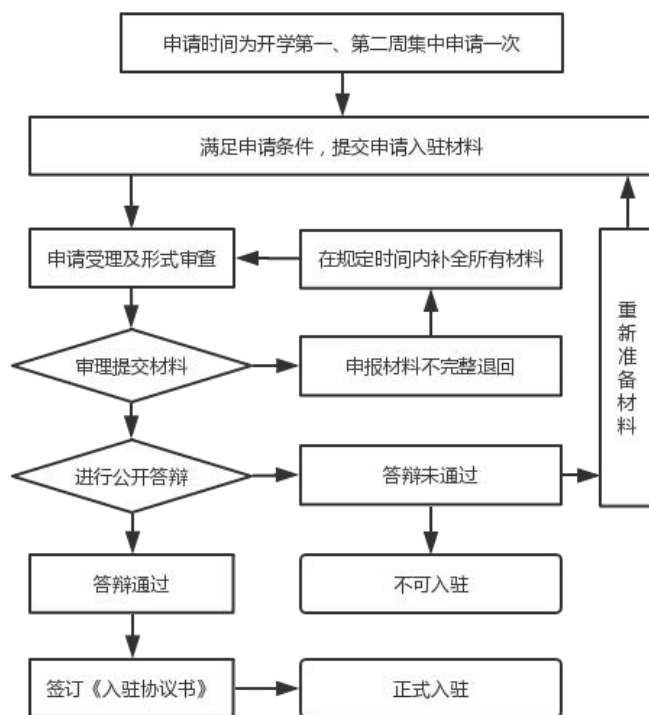 申请时间为开学第一、第二周集中申请一次
满足申请条件，提交申请入驻材料
申请受理及形式审查
在规定时间内补全所有材料
重新准备材料
审理提交材料
申报材料不完整退回
进行公开答辩
答辩未通过
答辩通过
不可入驻
签订《入驻协议书》
正式入驻